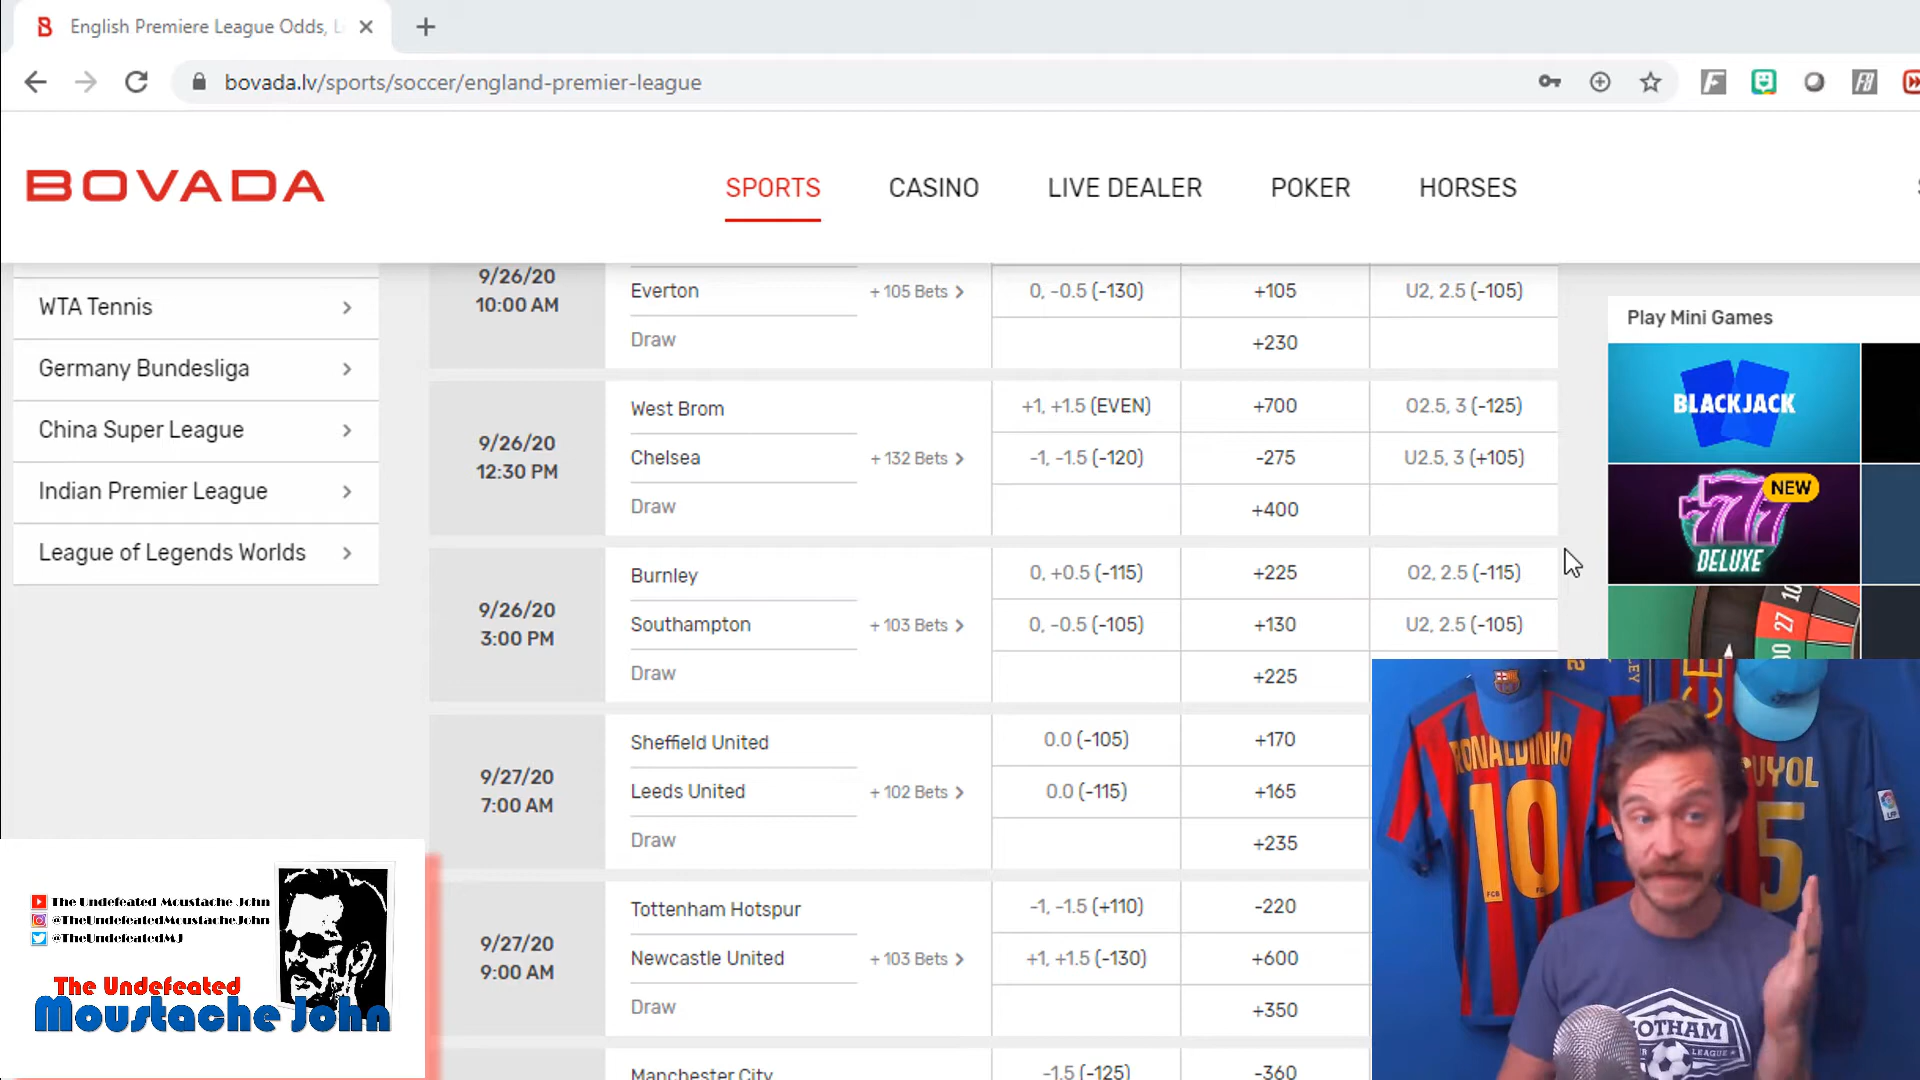 English Premiere League Odds, L
bovada.lv/sports/soccer/england-premier-league
BOVADA
SPORTS
CASINO
LIVE DEALER
POKER
HORSES
WTA Tennis
Germany Bundesliga
China Super League
Indian Premier League
League of Legends Worlds
9/26/20
10:00 AM
Everton
+ 105 Bets
0, -0.5 (-130)
+105
U2, 2.5 (-105)
Draw
+230
9/26/20
12:30 PM
West Brom
+1, +1.5 (EVEN)
+700
O2.5, 3 (-125)
Chelsea
+ 132 Bets
-1, -1.5 (-120)
-275
U2.5, 3 (+105)
Draw
+400
9/26/20
3:00 PM
Burnley
0, +0.5 (-115)
+225
O2, 2.5 (-115)
Southampton
+ 103 Bets
0, -0.5 (-105)
+130
U2, 2.5 (-105)
Draw
+225
9/27/20
7:00 AM
Sheffield United
0.0 (-105)
+170
Leeds United
+ 102 Bets
0.0 (-115)
+165
Draw
+235
9/27/20
9:00 AM
Tottenham Hotspur
-1, -1.5 (+110)
-220
Newcastle United
+ 103 Bets
+1, +1.5 (-130)
+600
Draw
+350
Manchester City
-1.5 (-125)
-360
Play Mini Games
BLACKJACK
777
NEW
DELUXE
27
10
00
RONALDINHO
10
FCB
PUYOL
5
GOTHAM
LEAGUE
The Undefeated Moustache John
@TheUndefeatedMoustacheJohn
@TheUndefeatedMJ
The Undefeated
Moustache John